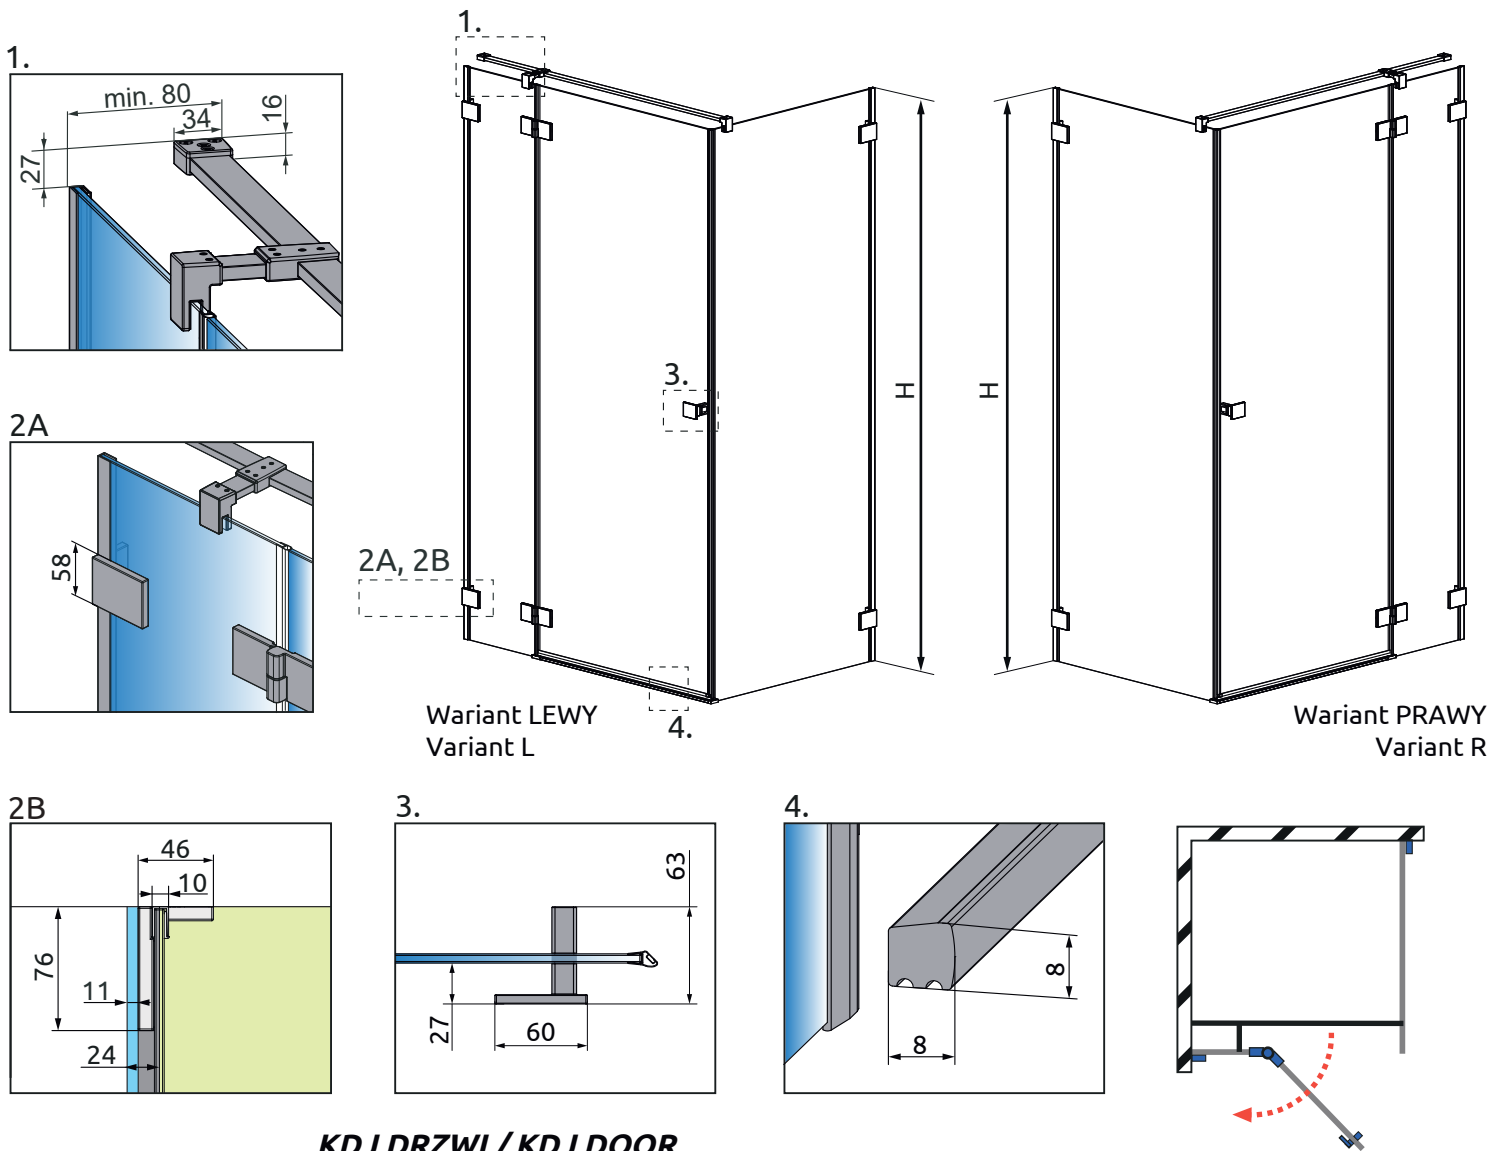 1.
min. 80
34
16
27
2A
58
1.
3.
2A, 2B
4.
H
H
Wariant LEWY
Variant L
Wariant PRAWY
Variant R
2B
46
10
76
11
24
3.
63
27
60
4.
8
8
KDJ DRZWI / KDJ DOOR